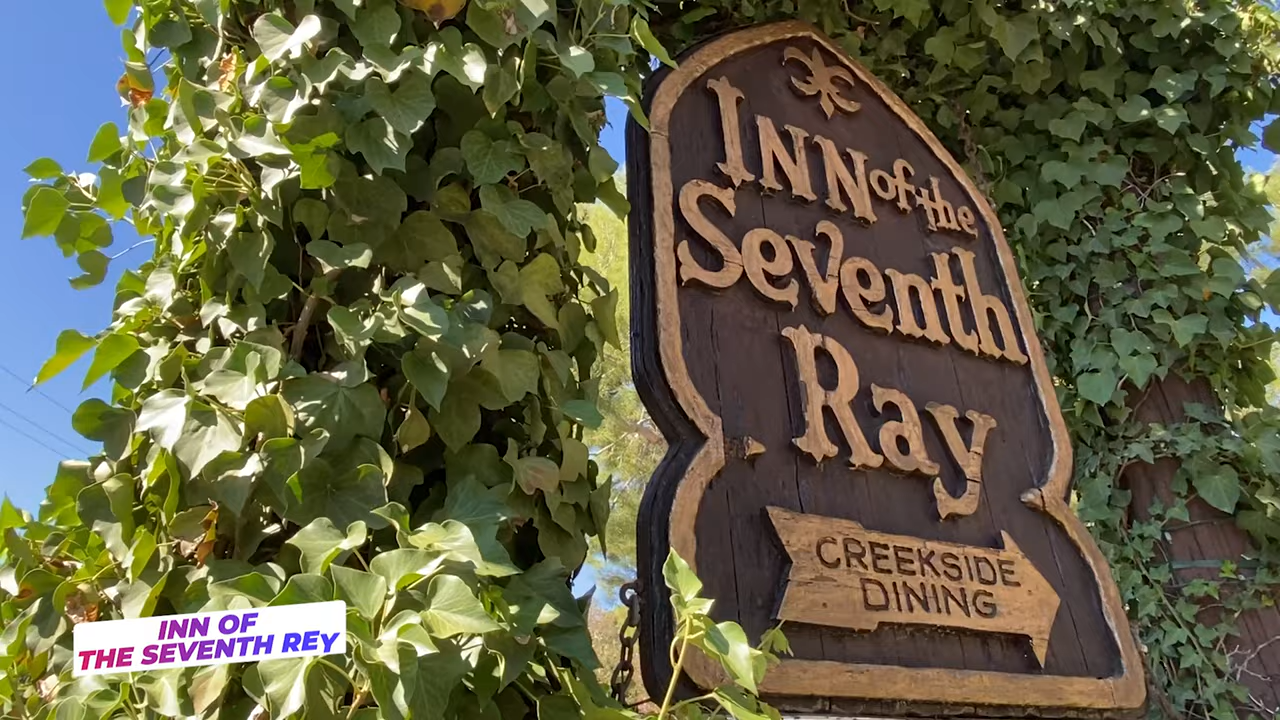 INN of the
Seventh
Ray
CREEKSIDE
DINING
INN OF
THE SEVENTH REY